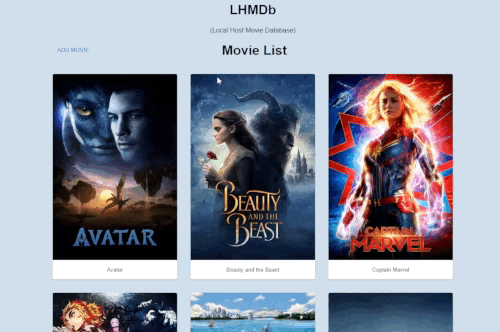 LHMDb
(Local Host Movie Database)
ADD MOVIE
Movie List
AVATAR
BEAUTY
AND THE
BEAST
CAPTAIN
MARVEL
Avatar
Beauty and the Beast
Captain Marvel